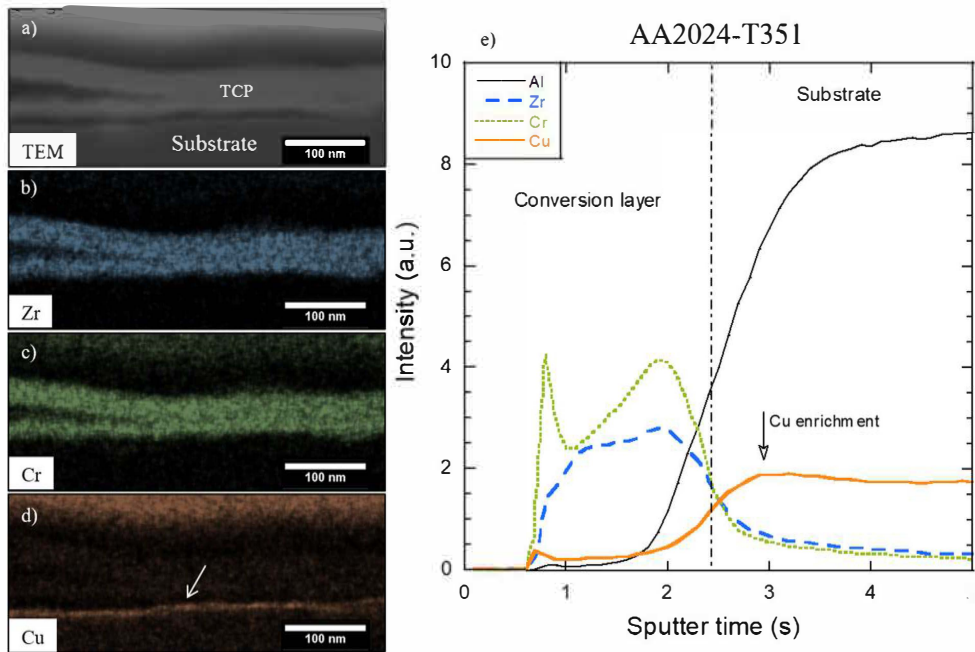 a)
TCP
Substrate
TEM
100 nm
b)
Zr
100 nm
c)
Cr
100 nm
d)
Cu
100 nm
e)
AA2024-T351
Al
Zr
Cr
Cu
Substrate
Conversion layer
Cu enrichment
Intensity (a.u.)
10
8
6
4
2
0
0
1
2
3
4
5
Sputter time (s)